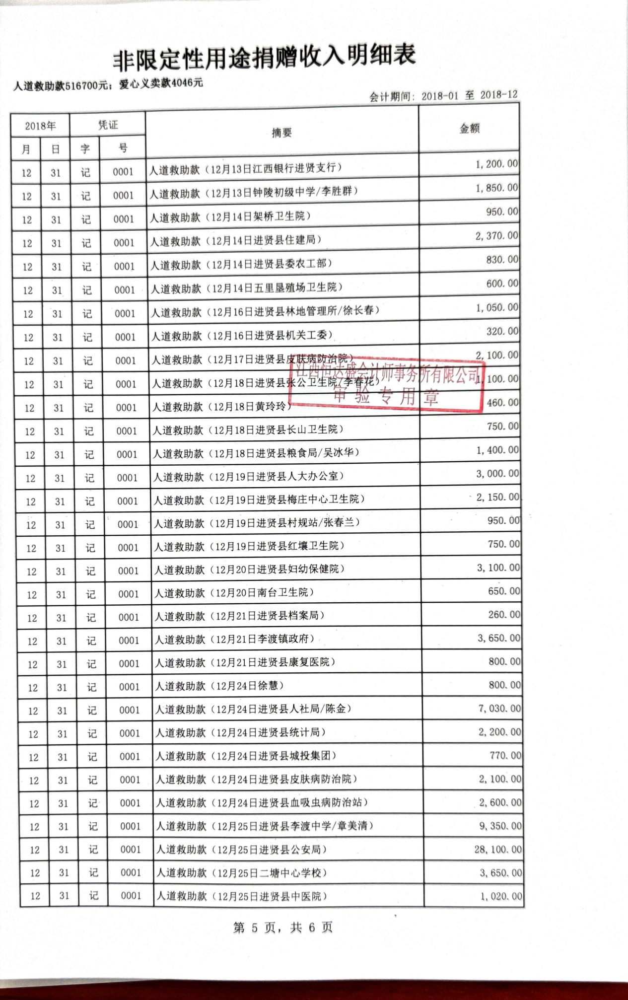 非限定性用途捐赠收入明细表
人道救助款516700元；爱心义卖款4046元
会计期间: 2018-01 至 2018-12
2018年 凭证 摘要 金额
月 日 字 号
12 31 记 0001 人道救助款（12月13日江西银行进贤支行） 1,200.00
12 31 记 0001 人道救助款（12月13日钟陵初级中学/李胜群） 1,850.00
12 31 记 0001 人道救助款（12月14日架桥卫生院） 950.00
12 31 记 0001 人道救助款（12月14日进贤县住建局） 2,370.00
12 31 记 0001 人道救助款（12月14日进贤县委农工部） 830.00
12 31 记 0001 人道救助款（12月14日五里垦殖场卫生院） 600.00
12 31 记 0001 人道救助款（12月16日进贤县林地管理所/徐长春） 1,050.00
12 31 记 0001 人道救助款（12月16日进贤县机关工委） 320.00
12 31 记 0001 人道救助款（12月17日进贤县皮肤病防治院） 2,100.00
江西恒达盛会计师事务所有限公司
12 31 记 0001 人道救助款（12月18日进贤县张公卫生院/李春花） 1,100.00
审验专用章
12 31 记 0001 人道救助款（12月18日黄玲玲） 460.00
12 31 记 0001 人道救助款（12月18日进贤县长山卫生院） 750.00
12 31 记 0001 人道救助款（12月18日进贤县粮食局/吴冰华） 1,400.00
12 31 记 0001 人道救助款（12月19日进贤县人大办公室） 3,000.00
12 31 记 0001 人道救助款（12月19日进贤县梅庄中心卫生院） 2,150.00
12 31 记 0001 人道救助款（12月19日进贤县村规站/张春兰） 950.00
12 31 记 0001 人道救助款（12月19日进贤县红壤卫生院） 750.00
12 31 记 0001 人道救助款（12月20日进贤县妇幼保健院） 3,100.00
12 31 记 0001 人道救助款（12月20日南台卫生院） 650.00
12 31 记 0001 人道救助款（12月21日进贤县档案局） 260.00
12 31 记 0001 人道救助款（12月21日李渡镇政府） 3,650.00
12 31 记 0001 人道救助款（12月21日进贤县康复医院） 800.00
12 31 记 0001 人道救助款（12月24日徐慧） 800.00
12 31 记 0001 人道救助款（12月24日进贤县人社局/陈金） 7,030.00
12 31 记 0001 人道救助款（12月24日进贤县统计局） 2,200.00
12 31 记 0001 人道救助款（12月24日进贤县城投集团） 770.00
12 31 记 0001 人道救助款（12月24日进贤县皮肤病防治院） 2,100.00
12 31 记 0001 人道救助款（12月24日进贤县血吸虫病防治站） 2,600.00
12 31 记 0001 人道救助款（12月25日进贤县李渡中学/章美清） 9,350.00
12 31 记 0001 人道救助款（12月25日进贤县公安局） 28,100.00
12 31 记 0001 人道救助款（12月25日二塘中心学校） 3,650.00
12 31 记 0001 人道救助款（12月25日进贤县中医院） 1,020.00
第 5 页，共 6 页